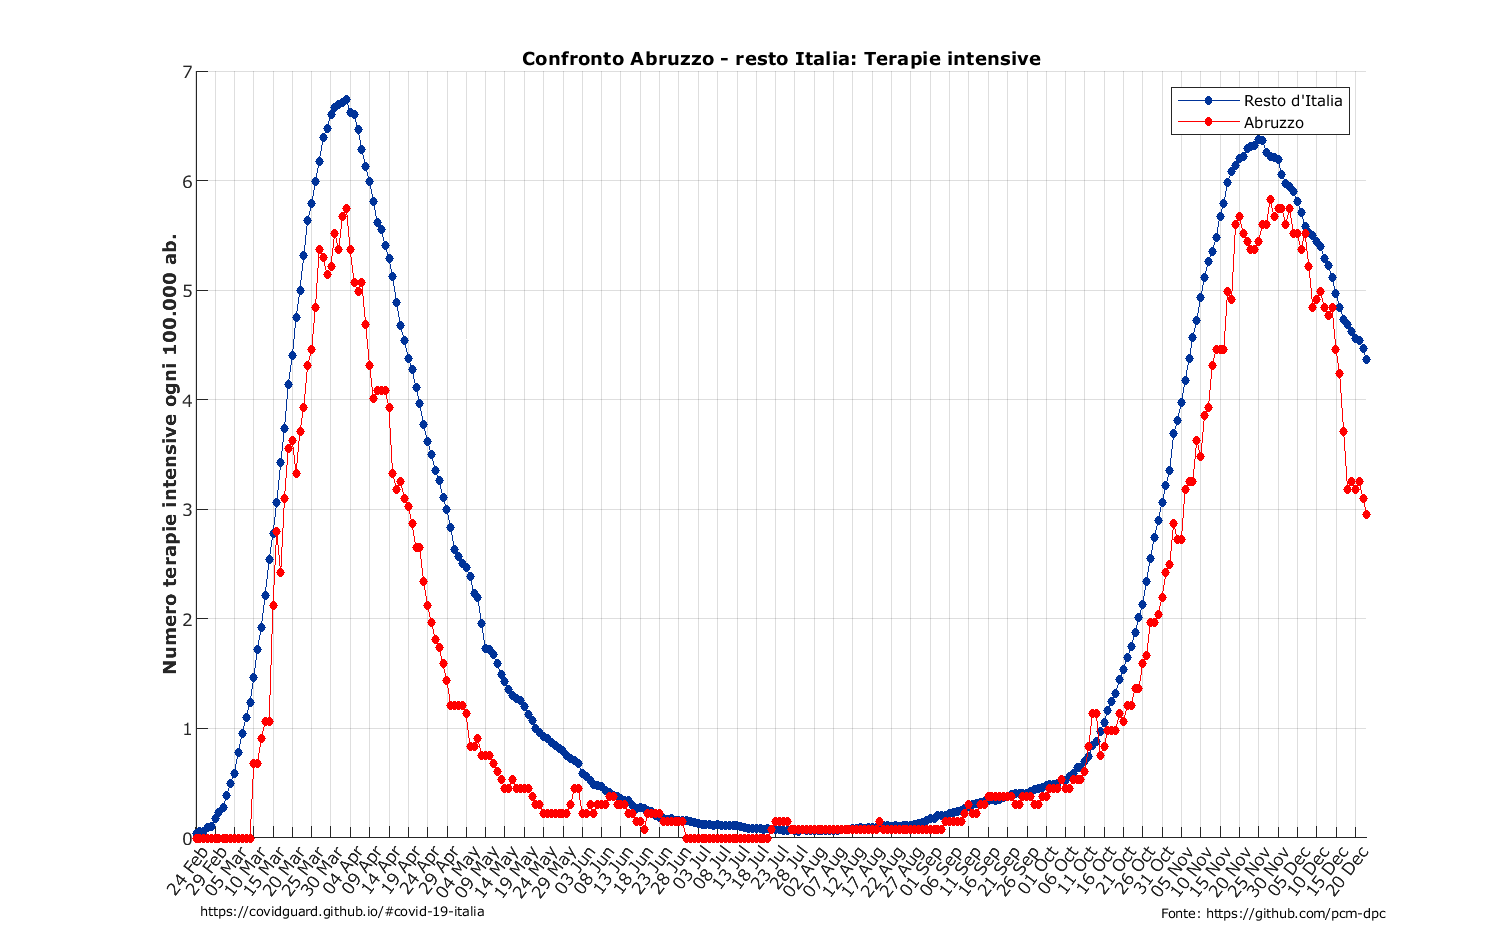 Confronto Abruzzo - resto Italia: Terapie intensive
Resto d'Italia
Abruzzo
Numero terapie intensive ogni 100.000 ab.
7
6
5
4
3
2
1
0
24 Feb
29 Feb
05 Mar
10 Mar
15 Mar
20 Mar
25 Mar
30 Mar
04 Apr
09 Apr
14 Apr
19 Apr
24 Apr
29 Apr
04 May
09 May
14 May
19 May
24 May
29 May
03 Jun
08 Jun
13 Jun
18 Jun
23 Jun
28 Jun
03 Jul
08 Jul
13 Jul
18 Jul
23 Jul
28 Jul
02 Aug
07 Aug
12 Aug
17 Aug
22 Aug
27 Aug
01 Sep
06 Sep
11 Sep
16 Sep
21 Sep
26 Sep
01 Oct
06 Oct
11 Oct
16 Oct
21 Oct
26 Oct
31 Oct
05 Nov
10 Nov
15 Nov
20 Nov
25 Nov
30 Nov
05 Dec
10 Dec
15 Dec
20 Dec
https://covidguard.github.io/#covid-19-italia
Fonte: https://github.com/pcm-dpc